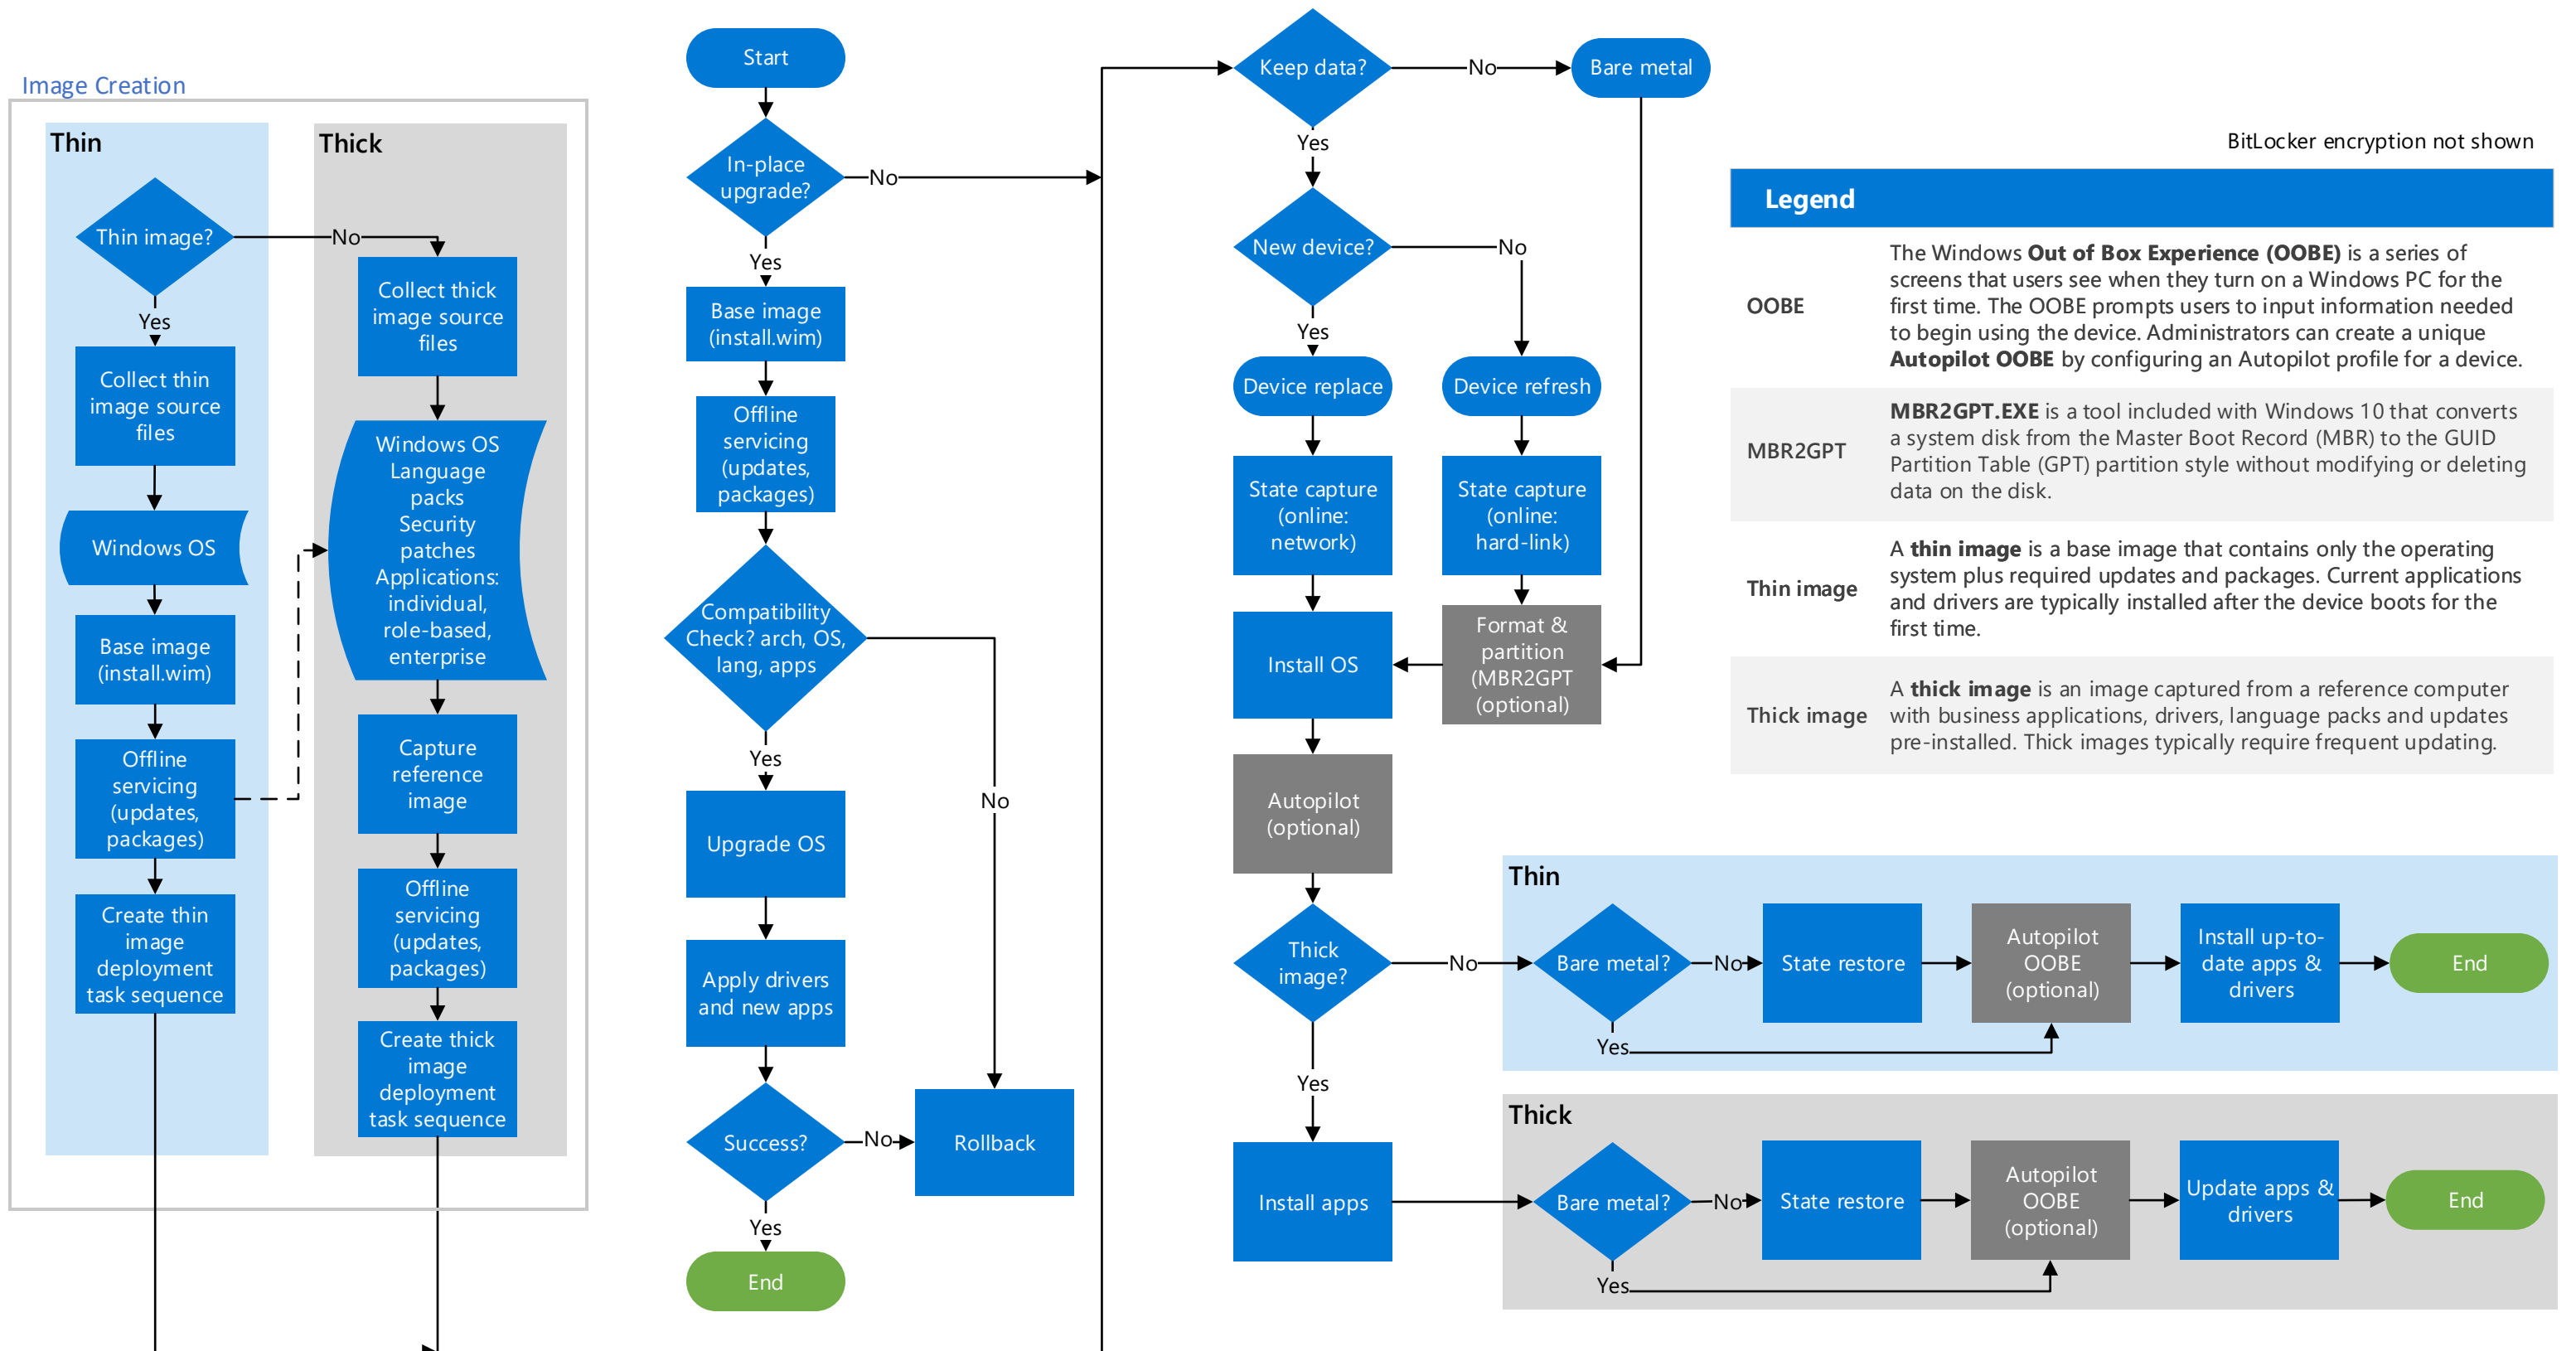 Image Creation
Thin
Thin image?
No
Yes
Collect thin
image source
files
Windows OS
Base image
(install.wim)
Offline
servicing
(updates,
packages)
Create thin
image
deployment
task sequence
Thick
Collect thick
image source
files
Windows OS
Language
packs
Security
patches
Applications:
individual,
role-based,
enterprise
Capture
reference
image
Offline
servicing
(updates,
packages)
Create thick
image
deployment
task sequence
Start
In-place
upgrade?
No
Yes
Base image
(install.wim)
Offline
servicing
(updates,
packages)
Compatibility
Check? arch, OS,
lang, apps
No
Yes
Upgrade OS
Apply drivers
and new apps
Success?
No
Rollback
Yes
End
Keep data?
No
Bare metal
Yes
New device?
No
Yes
Device replace
Device refresh
State capture
(online:
network)
State capture
(online:
hard-link)
Install OS
Format &
partition
(MBR2GPT
(optional)
Autopilot
(optional)
Thick
image?
No
Yes
Install apps
Thin
Bare metal?
No
State restore
Autopilot
OOBE
(optional)
Install up-to-
date apps &
drivers
End
Yes
Thick
Bare metal?
No
State restore
Autopilot
OOBE
(optional)
Update apps &
drivers
End
Yes
BitLocker encryption not shown
Legend
OOBE
The Windows Out of Box Experience (OOBE) is a series of
screens that users see when they turn on a Windows PC for the
first time. The OOBE prompts users to input information needed
to begin using the device. Administrators can create a unique
Autopilot OOBE by configuring an Autopilot profile for a device.
MBR2GPT
MBR2GPT.EXE is a tool included with Windows 10 that converts
a system disk from the Master Boot Record (MBR) to the GUID
Partition Table (GPT) partition style without modifying or deleting
data on the disk.
Thin image
A thin image is a base image that contains only the operating
system plus required updates and packages. Current applications
and drivers are typically installed after the device boots for the
first time.
Thick image
A thick image is an image captured from a reference computer
with business applications, drivers, language packs and updates
pre-installed. Thick images typically require frequent updating.